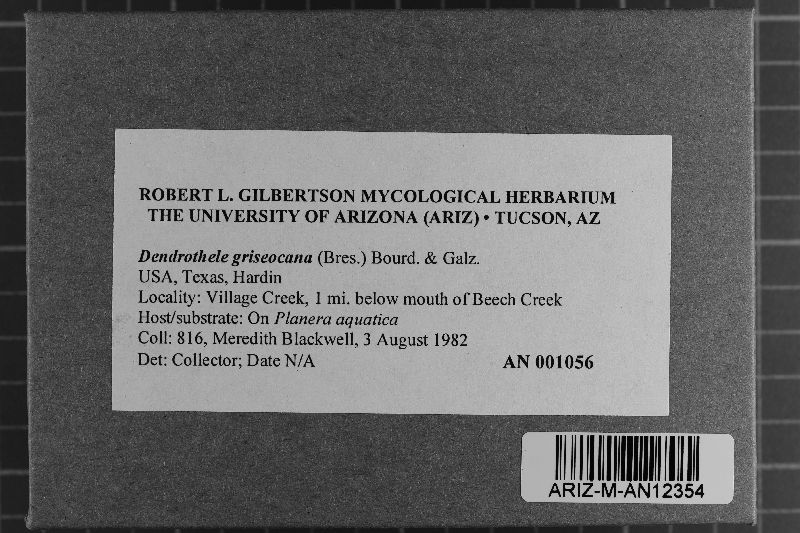 ROBERT L. GILBERTSON MYCOLOGICAL HERBARIUM
THE UNIVERSITY OF ARIZONA (ARIZ) • TUCSON, AZ
Dendrothele griseocana (Bres.) Bourd. & Galz.
USA, Texas, Hardin
Locality: Village Creek, 1 mi. below mouth of Beech Creek
Host/substrate: On Planera aquatica
Coll: 816, Meredith Blackwell, 3 August 1982
Det: Collector; Date N/A AN 001056
ARIZ-M-AN12354